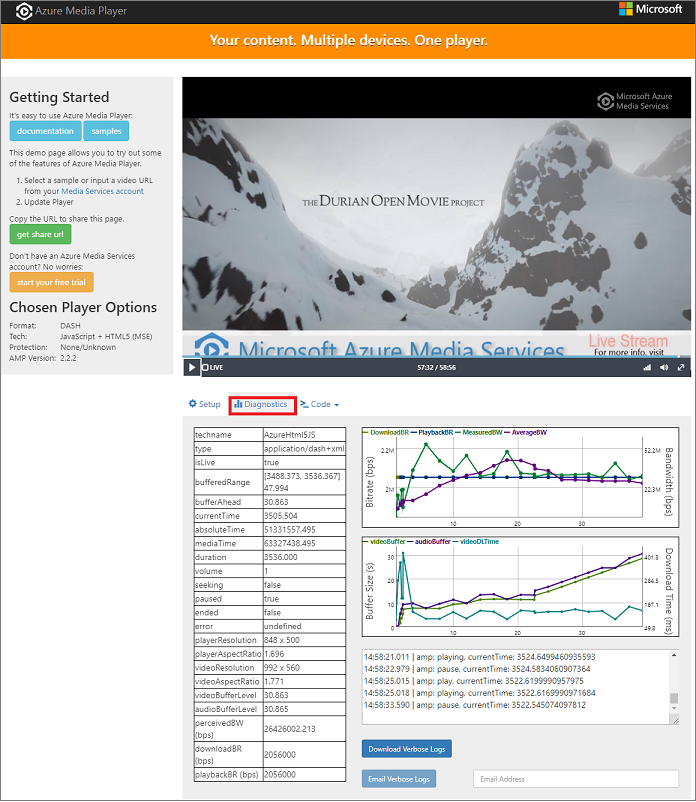 Azure Media Player
Microsoft
Your content. Multiple devices. One player.
Getting Started
It's easy to use Azure Media Player:
documentation
samples
This demo page allows you to try out some
of the features of Azure Media Player.
1. Select a sample or input a video URL
from your Media Services account
2. Update Player
Copy the URL to share this page.
get share url
Don't have an Azure Media Services
account? No worries:
start your free trial
Chosen Player Options
Format: DASH
Tech: JavaScript + HTML5 (MSE)
Protection: None/Unknown
AMP Version: 2.2.2
Microsoft Azure
Media Services
THE DURIAN OPEN MOVIE PROJECT
Microsoft Azure Media Services
Live Stream
For more info, visit
LIVE
57:32 / 58:56
Setup
Diagnostics
Code
techname AzureHtml5JS
type application/dash+xml
isLive true
bufferedRange [3488.373, 3536.367]
47.994
bufferAhead 30.863
currentTime 3505.504
absoluteTime 51331557.495
mediaTime 63327438.495
duration 3536.000
volume 1
seeking false
paused true
ended false
error undefined
playerResolution 848 x 500
playerAspectRatio 1.696
videoResolution 992 x 560
videoAspectRatio 1.771
videoBufferLevel 30.863
audioBufferLevel 30.865
perceivedBW
(bps) 26426002.213
downloadBR
(bps) 2056000
playbackBR (bps) 2056000
DownloadBR PlaybackBR MeasuredBW AverageBW
Bitrate (bps)
2.2M
2M
52.2M
22.3M
Bandwidth (bps)
10 20 30
videoBuffer audioBuffer videoDLTime
Buffer Size (s)
30
20
10
0
401.8
284.5
167.1
49.8
Download Time (ms)
10 20 30
14:58:21.011 | amp: playing, currentTime: 3524.6499460935593
14:58:22.979 | amp: pause, currentTime: 3524.5834060907364
14:58:25.015 | amp: play, currentTime: 3522.6199990957975
14:58:25.018 | amp: playing, currentTime: 3522.6169990971684
14:58:33.590 | amp: pause, currentTime: 3522.545074097812
Download Verbose Logs
Email Verbose Logs
Email Address